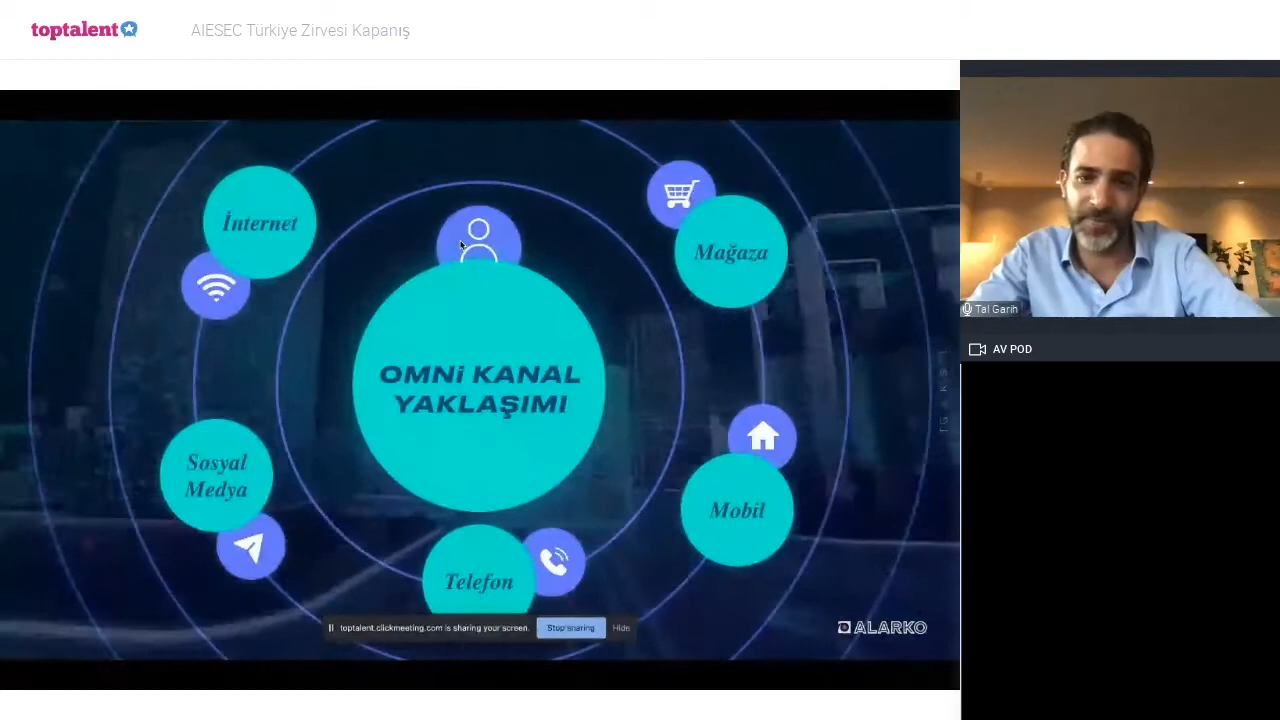 toptalent
AIESEC Türkiye Zirvesi Kapanış
İnternet
Mağaza
OMNi KANAL
YAKLAŞIMI
Sosyal
Medya
Mobil
Telefon
toptalent.clickmeeting.com is sharing your screen.
Stop sharing
Hide
ALARKO
Tal Garih
AV POD